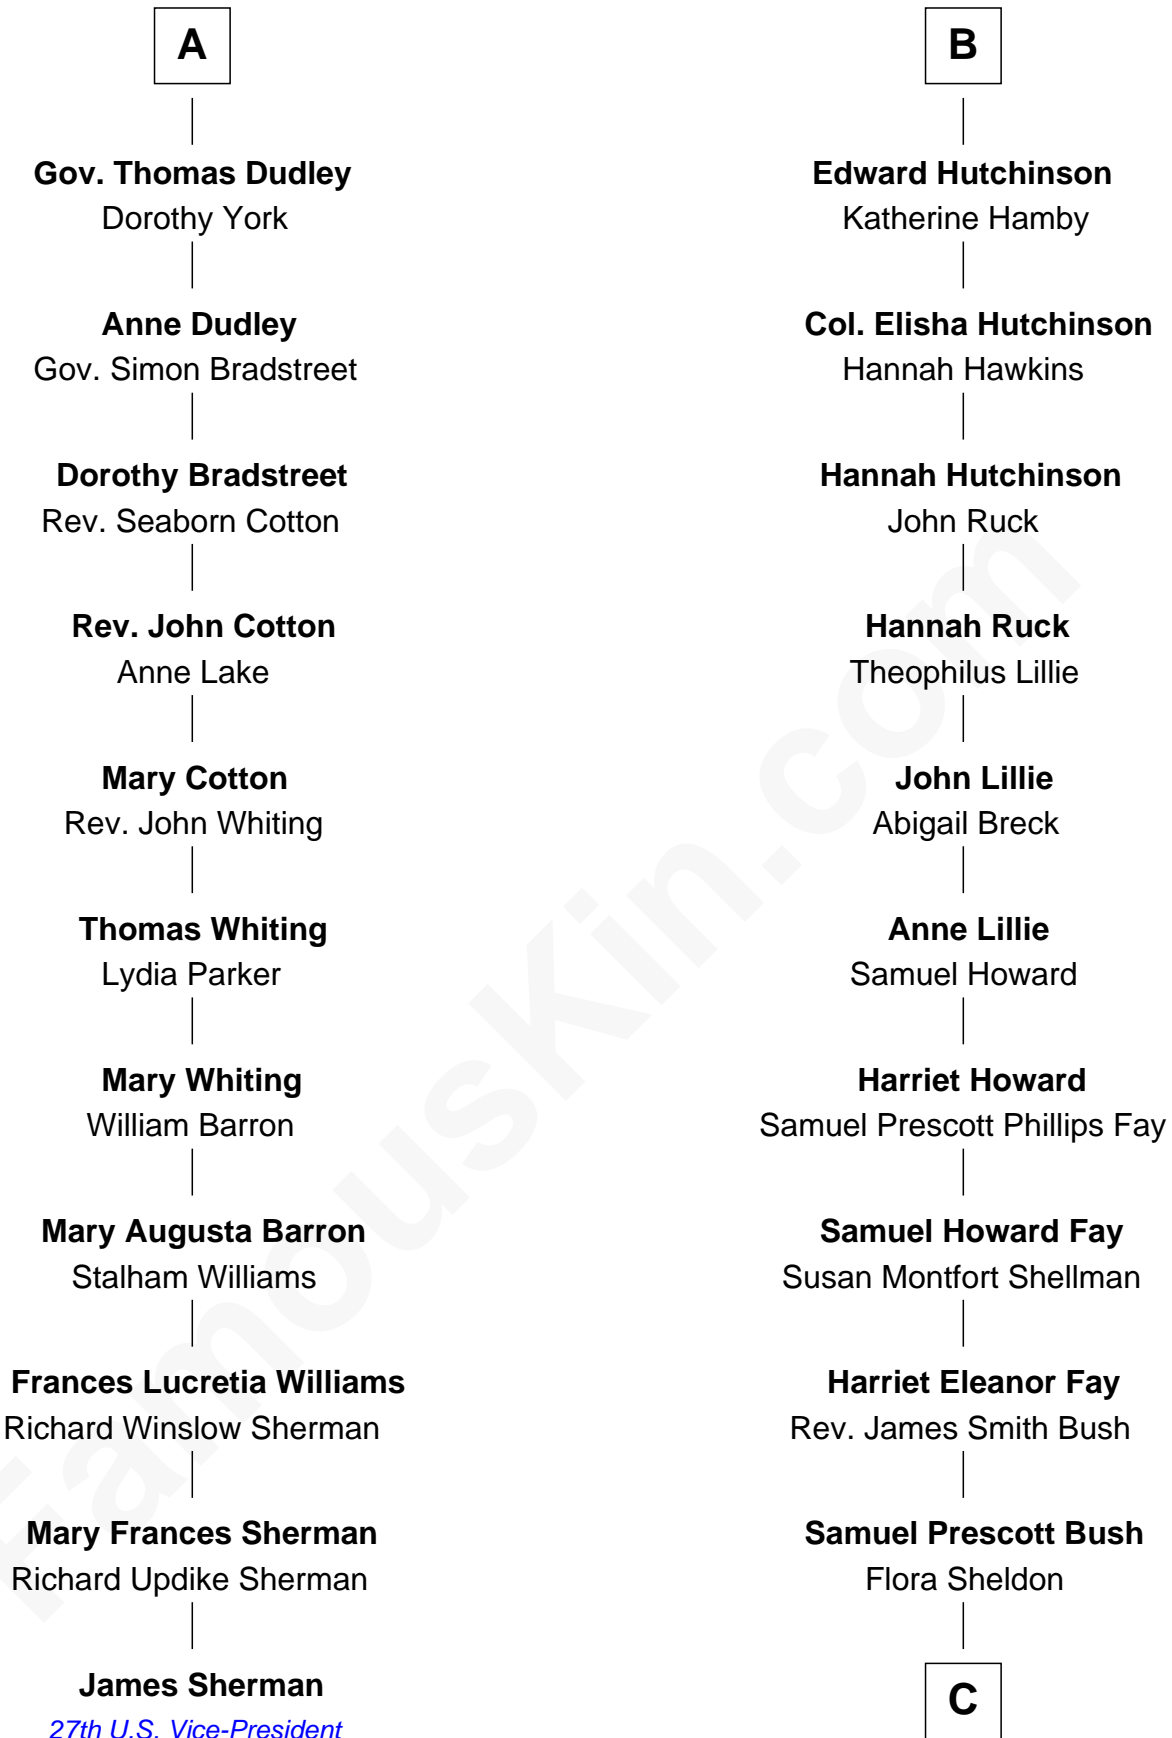 A
Gov. Thomas Dudley
Dorothy York
Anne Dudley
Gov. Simon Bradstreet
Dorothy Bradstreet
Rev. Seaborn Cotton
Rev. John Cotton
Anne Lake
Mary Cotton
Rev. John Whiting
Thomas Whiting
Lydia Parker
Mary Whiting
William Barron
Mary Augusta Barron
Stalham Williams
Frances Lucretia Williams
Richard Winslow Sherman
Mary Frances Sherman
Richard Updike Sherman
James Sherman
27th U.S. Vice-President
B
Edward Hutchinson
Katherine Hamby
Col. Elisha Hutchinson
Hannah Hawkins
Hannah Hutchinson
John Ruck
Hannah Ruck
Theophilus Lillie
John Lillie
Abigail Breck
Anne Lillie
Samuel Howard
Harriet Howard
Samuel Prescott Phillips Fay
Samuel Howard Fay
Susan Montfort Shellman
Harriet Eleanor Fay
Rev. James Smith Bush
Samuel Prescott Bush
Flora Sheldon
C
FamousKin.com